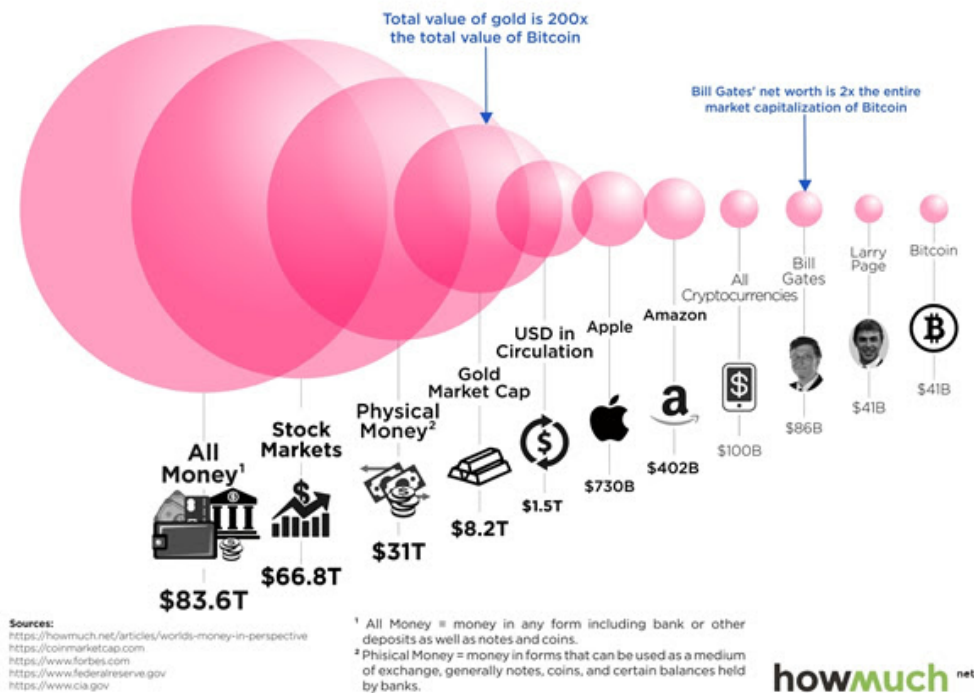 Total value of gold is 200x
the total value of Bitcoin
Bill Gates' net worth is 2x the entire
market capitalization of Bitcoin
All
Money¹
$83.6T
Stock
Markets
$66.8T
Physical
Money²
$31T
Gold
Market Cap
$8.2T
USD in
Circulation
$1.5T
Apple
$730B
Amazon
a
$402B
All
Cryptocurrencies
$100B
Bill
Gates
$86B
Larry
Page
$41B
Bitcoin
$41B
Sources:
https://howmuch.net/articles/worlds-money-in-perspective
https://coinmarketcap.com
https://www.forbes.com
https://www.federalreserve.gov
https://www.cia.gov
¹ All Money = money in any form including bank or other
deposits as well as notes and coins.
² Phisical Money = money in forms that can be used as a medium
of exchange, generally notes, coins, and certain balances held
by banks.
howmuch net